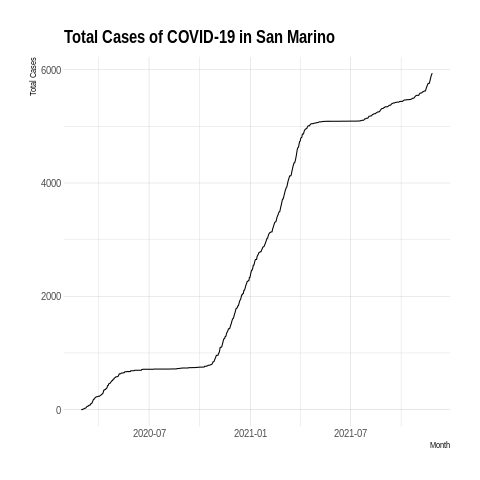 Total Cases of COVID-19 in San Marino
Total Cases
6000
4000
2000
0
2020-07
2021-01
2021-07
Month